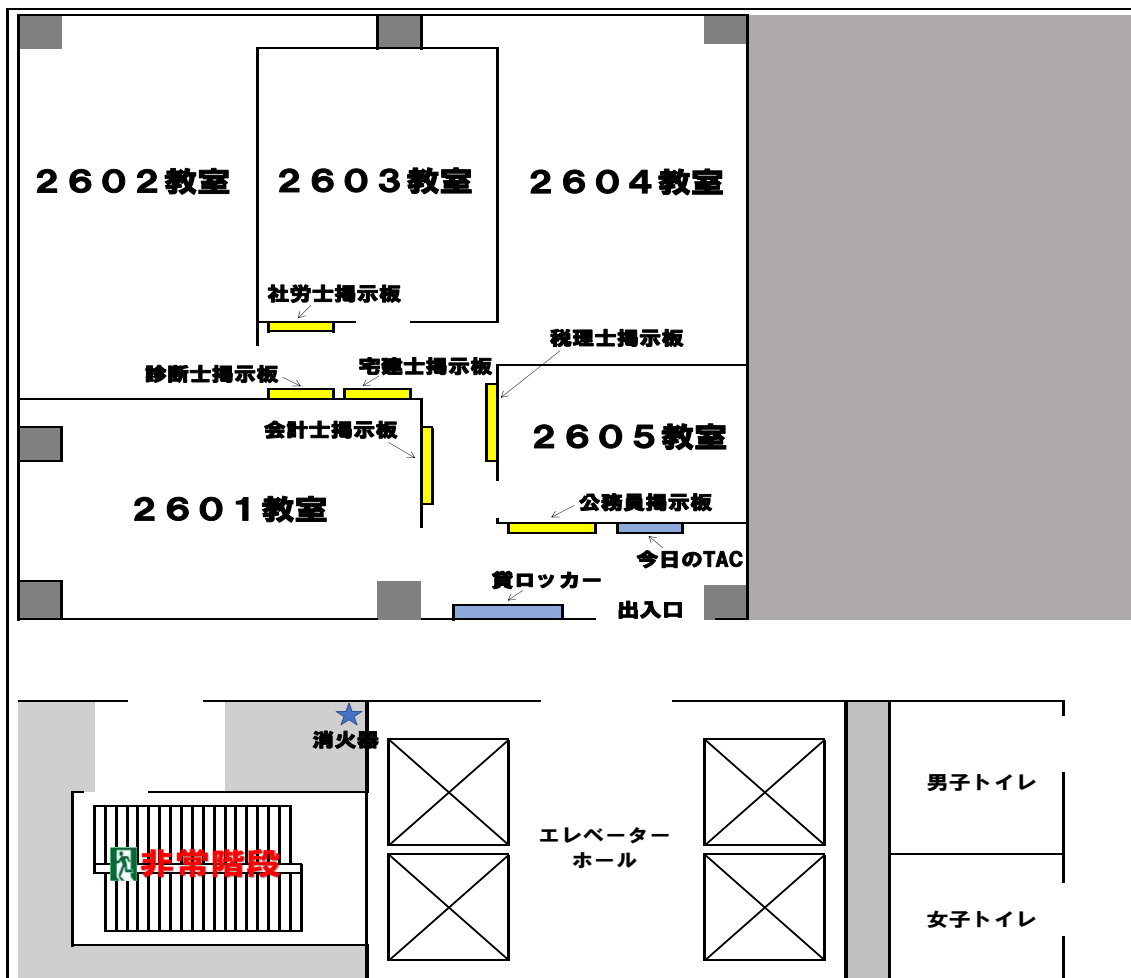 2602教室
2603教室
2604教室
社労士掲示板
税理士掲示板
診断士掲示板
宅建士掲示板
会計士掲示板
2605教室
2601教室
公務員掲示板
今日のTAC
貸ロッカー
出入口
消火器
男子トイレ
エレベーター
ホール
非常階段
女子トイレ